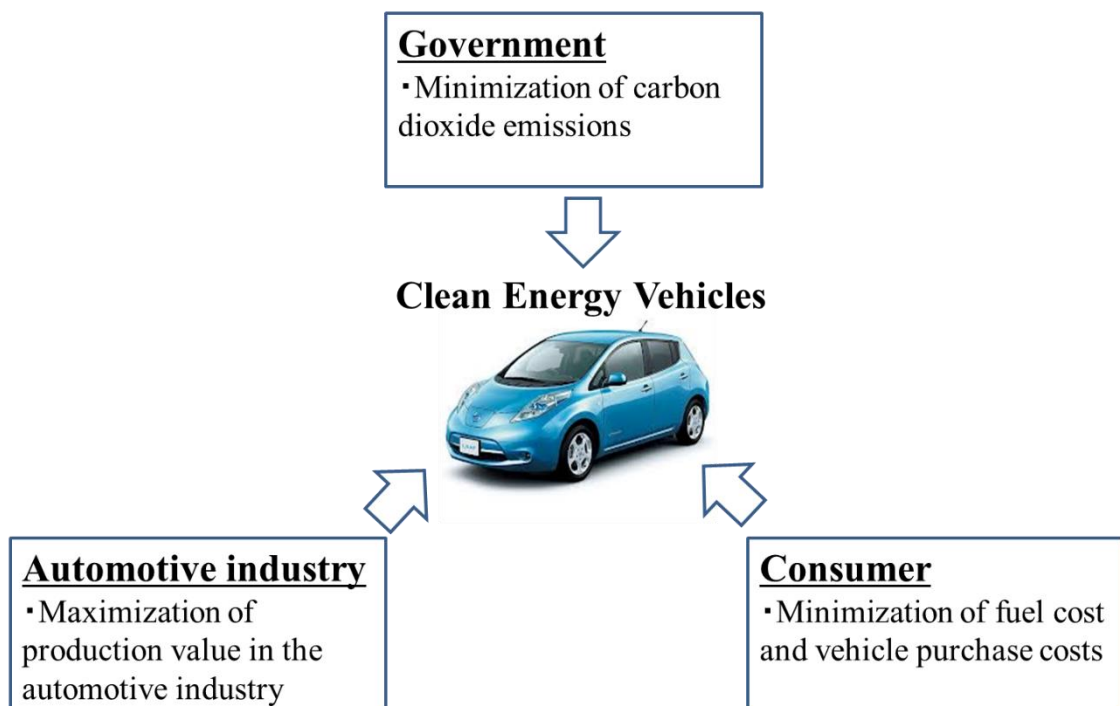 Government
・Minimization of carbon
dioxide emissions
Clean Energy Vehicles
Automotive industry
・Maximization of
production value in the
automotive industry
Consumer
・Minimization of fuel cost
and vehicle purchase costs